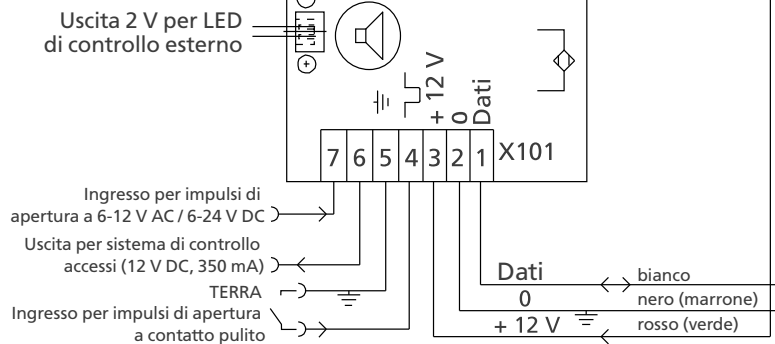 Uscita 2 V per LED
di controllo esterno
+ 12 V
0
Dati
7 6 5 4 3 2 1 X101
Ingresso per impulsi di
apertura a 6-12 V AC / 6-24 V DC
Uscita per sistema di controllo
accessi (12 V DC, 350 mA)
TERRA
Ingresso per impulsi di apertura
a contatto pulito
Dati
0
+ 12 V
bianco
nero (marrone)
rosso (verde)